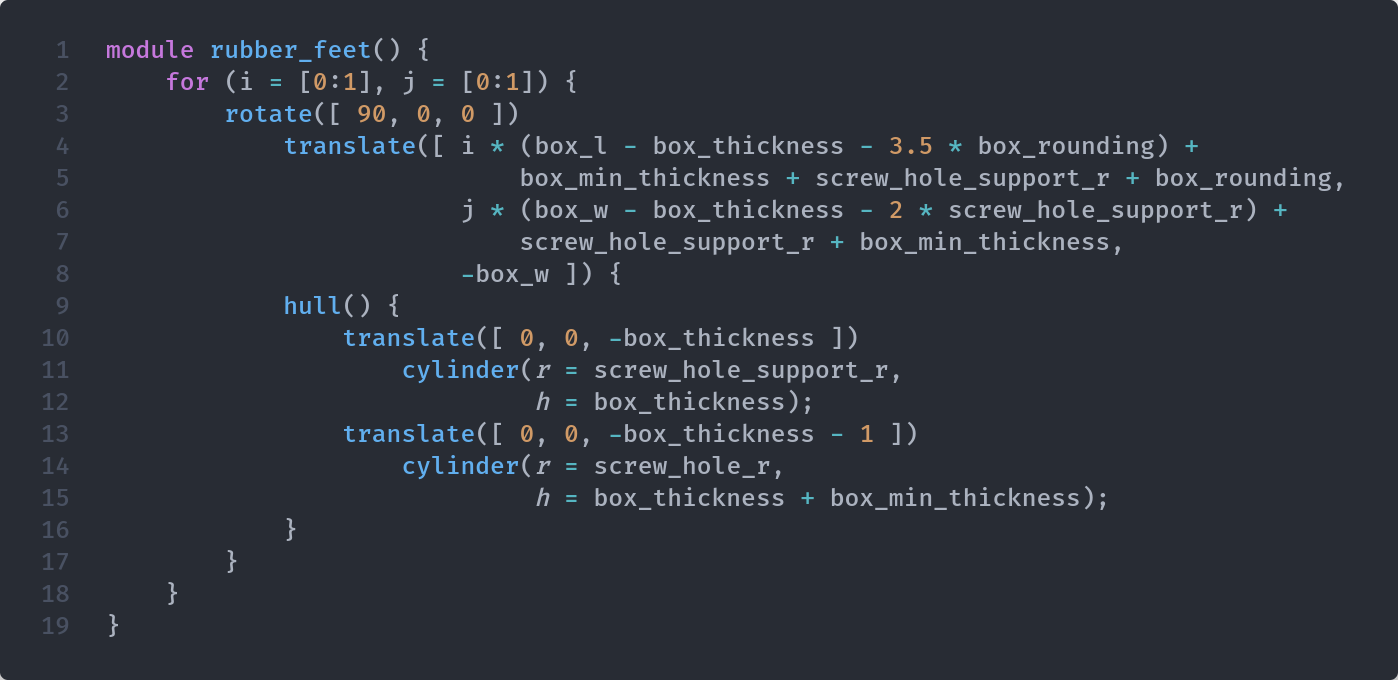 1 module rubber_feet() {
2     for (i = [0:1], j = [0:1]) {
3         rotate([ 90, 0, 0 ])
4             translate([ i * (box_l - box_thickness - 3.5 * box_rounding) +
5                             box_min_thickness + screw_hole_support_r + box_rounding,
6                         j * (box_w - box_thickness - 2 * screw_hole_support_r) +
7                             screw_hole_support_r + box_min_thickness,
8                         -box_w ]) {
9             hull() {
10                 translate([ 0, 0, -box_thickness ])
11                     cylinder(r = screw_hole_support_r,
12                              h = box_thickness);
13                 translate([ 0, 0, -box_thickness - 1 ])
14                     cylinder(r = screw_hole_r,
15                              h = box_thickness + box_min_thickness);
16             }
17         }
18     }
19 }